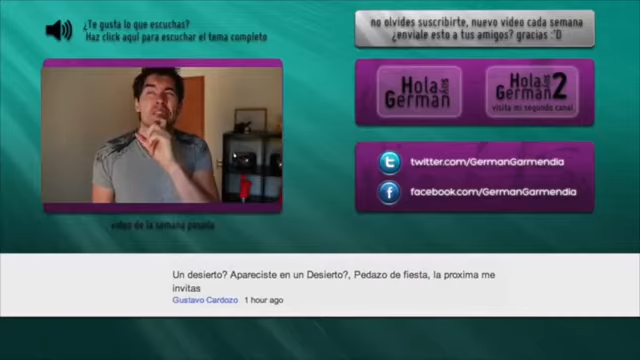 ¿Te gusta lo que escuchas?
Haz click aquí para escuchar el tema completo
no olvides suscribirte, nuevo video cada semana
¿enviale esto a tus amigos? gracias :'D
Hola
soy
German
Hola
soy
German 2
visita mi segundo canal
twitter.com/GermanGarmendia
facebook.com/GermanGarmendia
video de la semana pasada
Un desierto? Apareciste en un Desierto?, Pedazo de fiesta, la proxima me
invitas
Gustavo Cardozo 1 hour ago